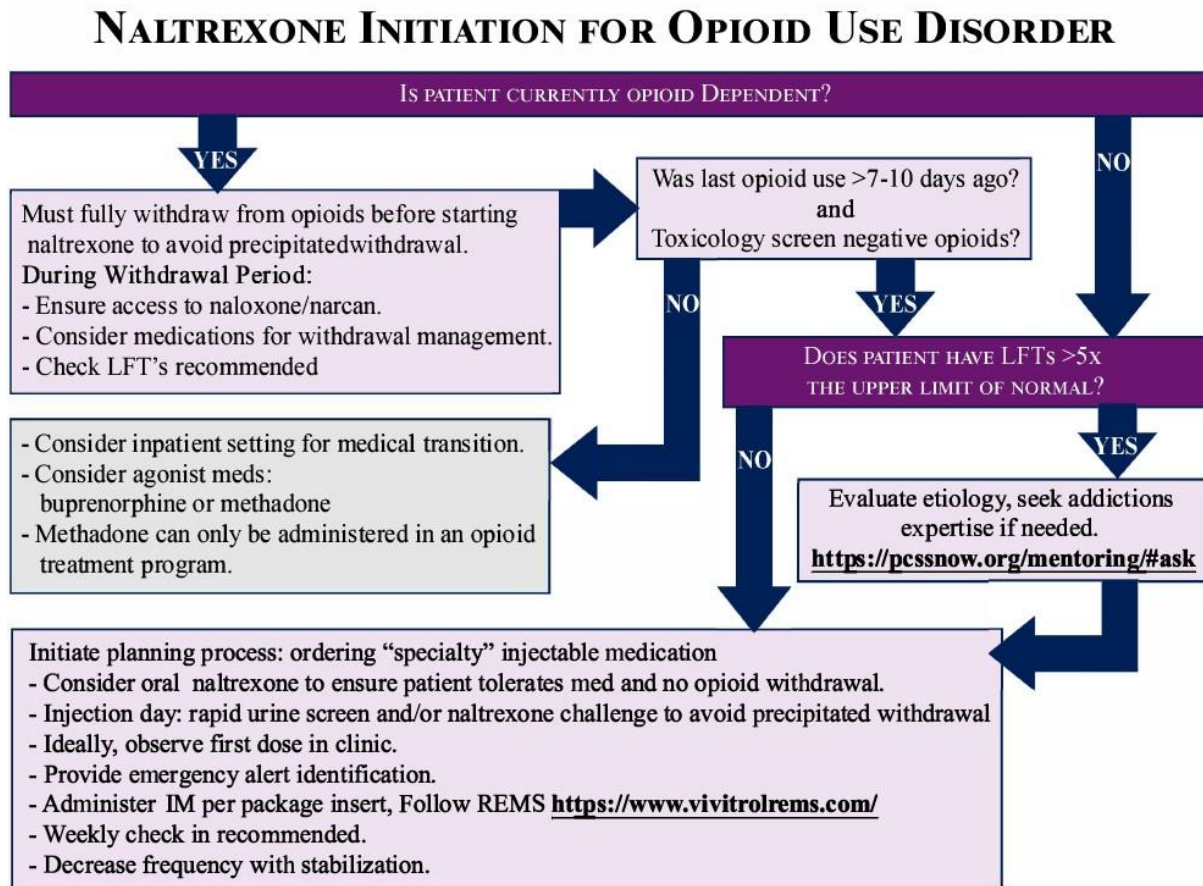 NALTREXONE INITIATION FOR OPIOID USE DISORDER
IS PATIENT CURRENTLY OPIOID DEPENDENT?
YES
NO
Must fully withdraw from opioids before starting
naltrexone to avoid precipitatedwithdrawal.
During Withdrawal Period:
- Ensure access to naloxone/narcan.
- Consider medications for withdrawal management.
- Check LFT’s recommended
Was last opioid use >7-10 days ago?
and
Toxicology screen negative opioids?
NO
YES
- Consider inpatient setting for medical transition.
- Consider agonist meds:
buprenorphine or methadone
- Methadone can only be administered in an opioid
treatment program.
DOES PATIENT HAVE LFTS >5X
THE UPPER LIMIT OF NORMAL?
NO
YES
Evaluate etiology, seek addictions
expertise if needed.
https://pcssnow.org/mentoring/#ask
Initiate planning process: ordering “specialty” injectable medication
- Consider oral naltrexone to ensure patient tolerates med and no opioid withdrawal.
- Injection day: rapid urine screen and/or naltrexone challenge to avoid precipitated withdrawal
- Ideally, observe first dose in clinic.
- Provide emergency alert identification.
- Administer IM per package insert, Follow REMS https://www.vivitrolrems.com/
- Weekly check in recommended.
- Decrease frequency with stabilization.